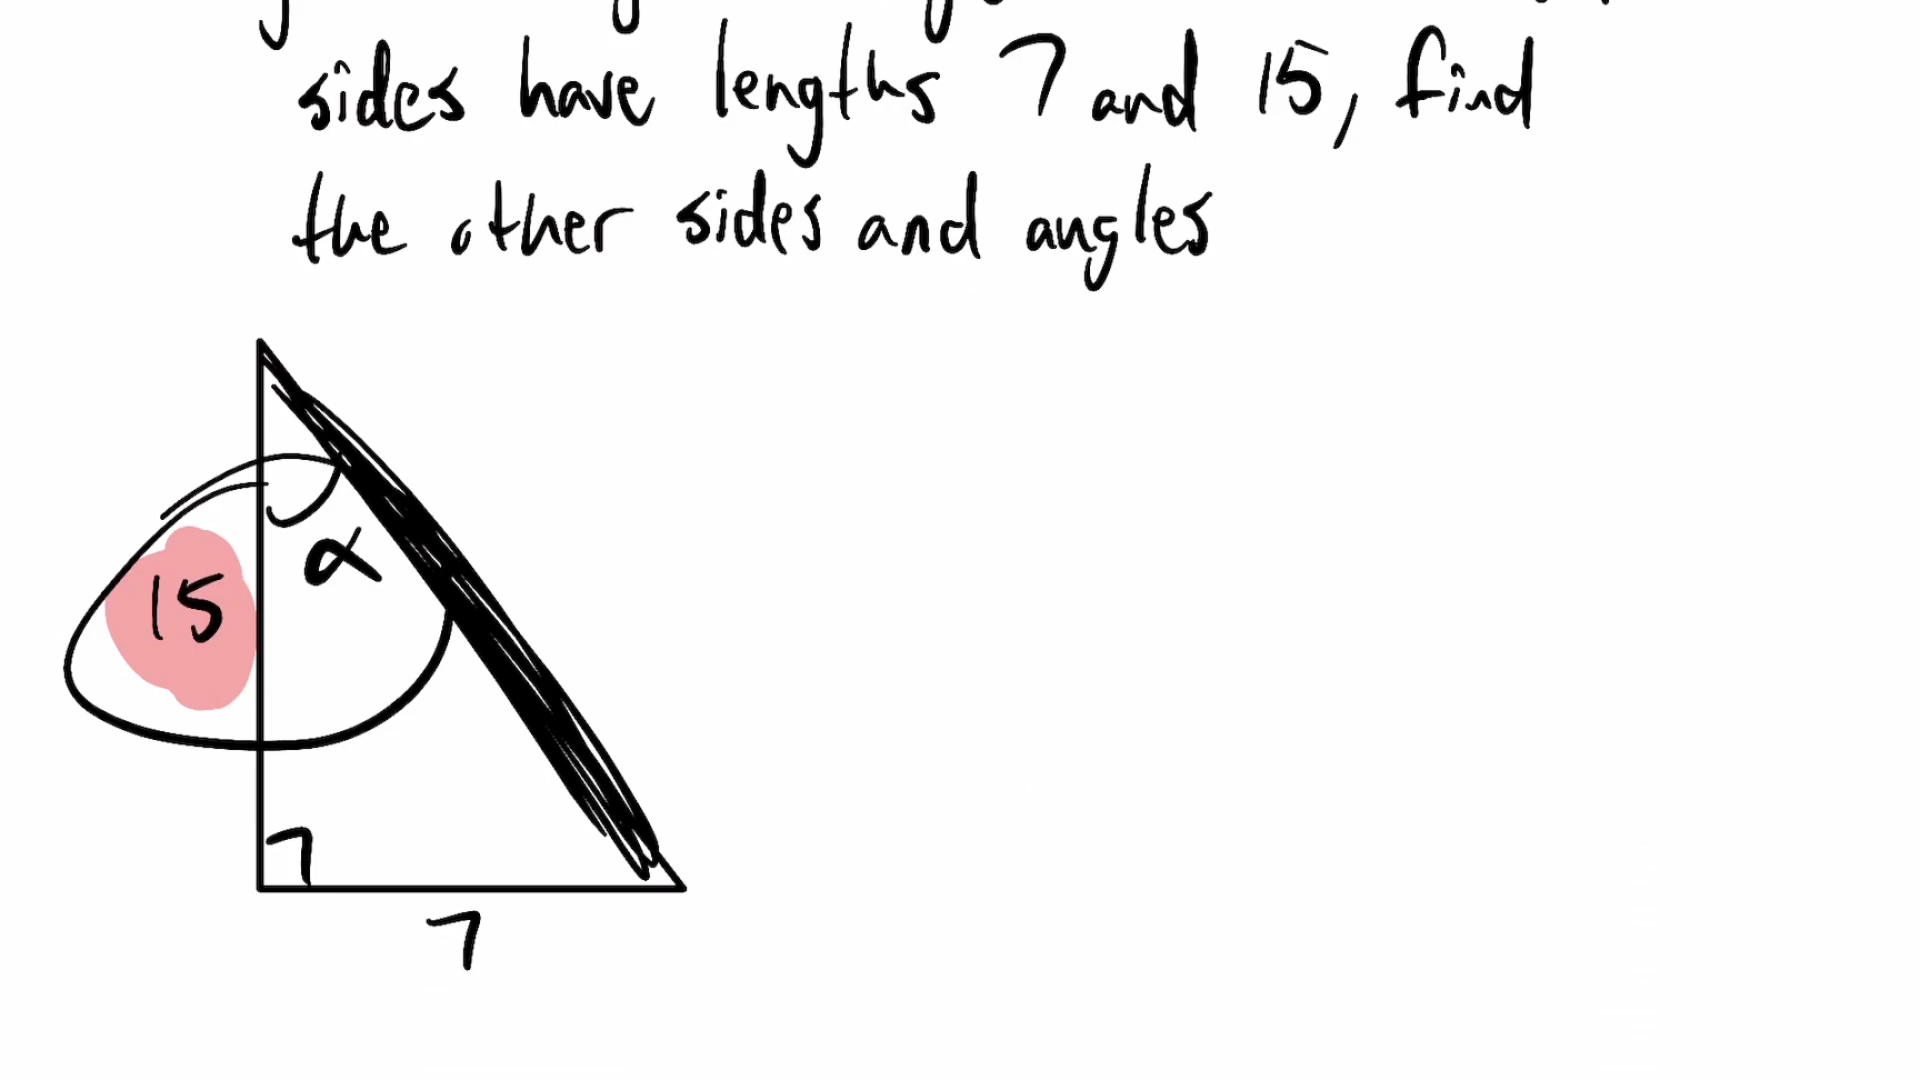 sides have lengths 7 and 15, find
the other sides and angles
α
15
7